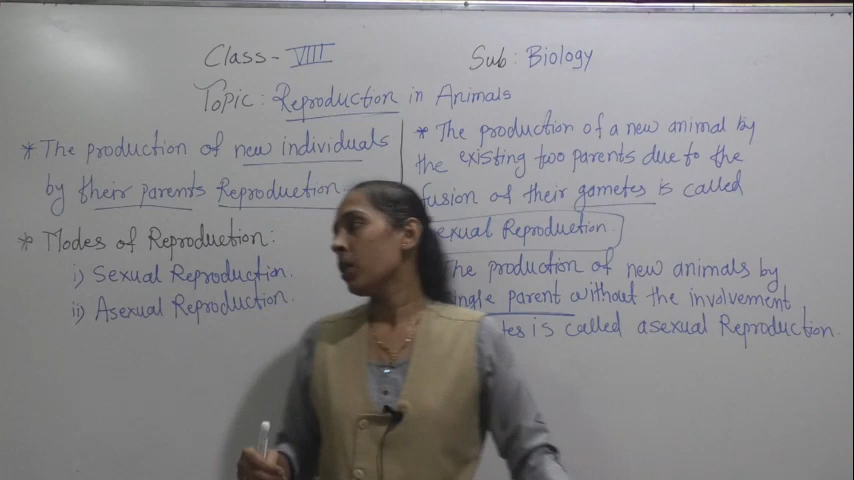 Class - VIII Sub: Biology
Topic: Reproduction in Animals
* The production of new individuals
by their parents Reproduction.
* Modes of Reproduction:
i) Sexual Reproduction.
ii) Asexual Reproduction.
* The production of a new animal by
the existing two parents due to the
fusion of their gametes is called
exual Reproduction.
The production of new animals by
ngle parent without the involvement
tes is called asexual Reproduction.